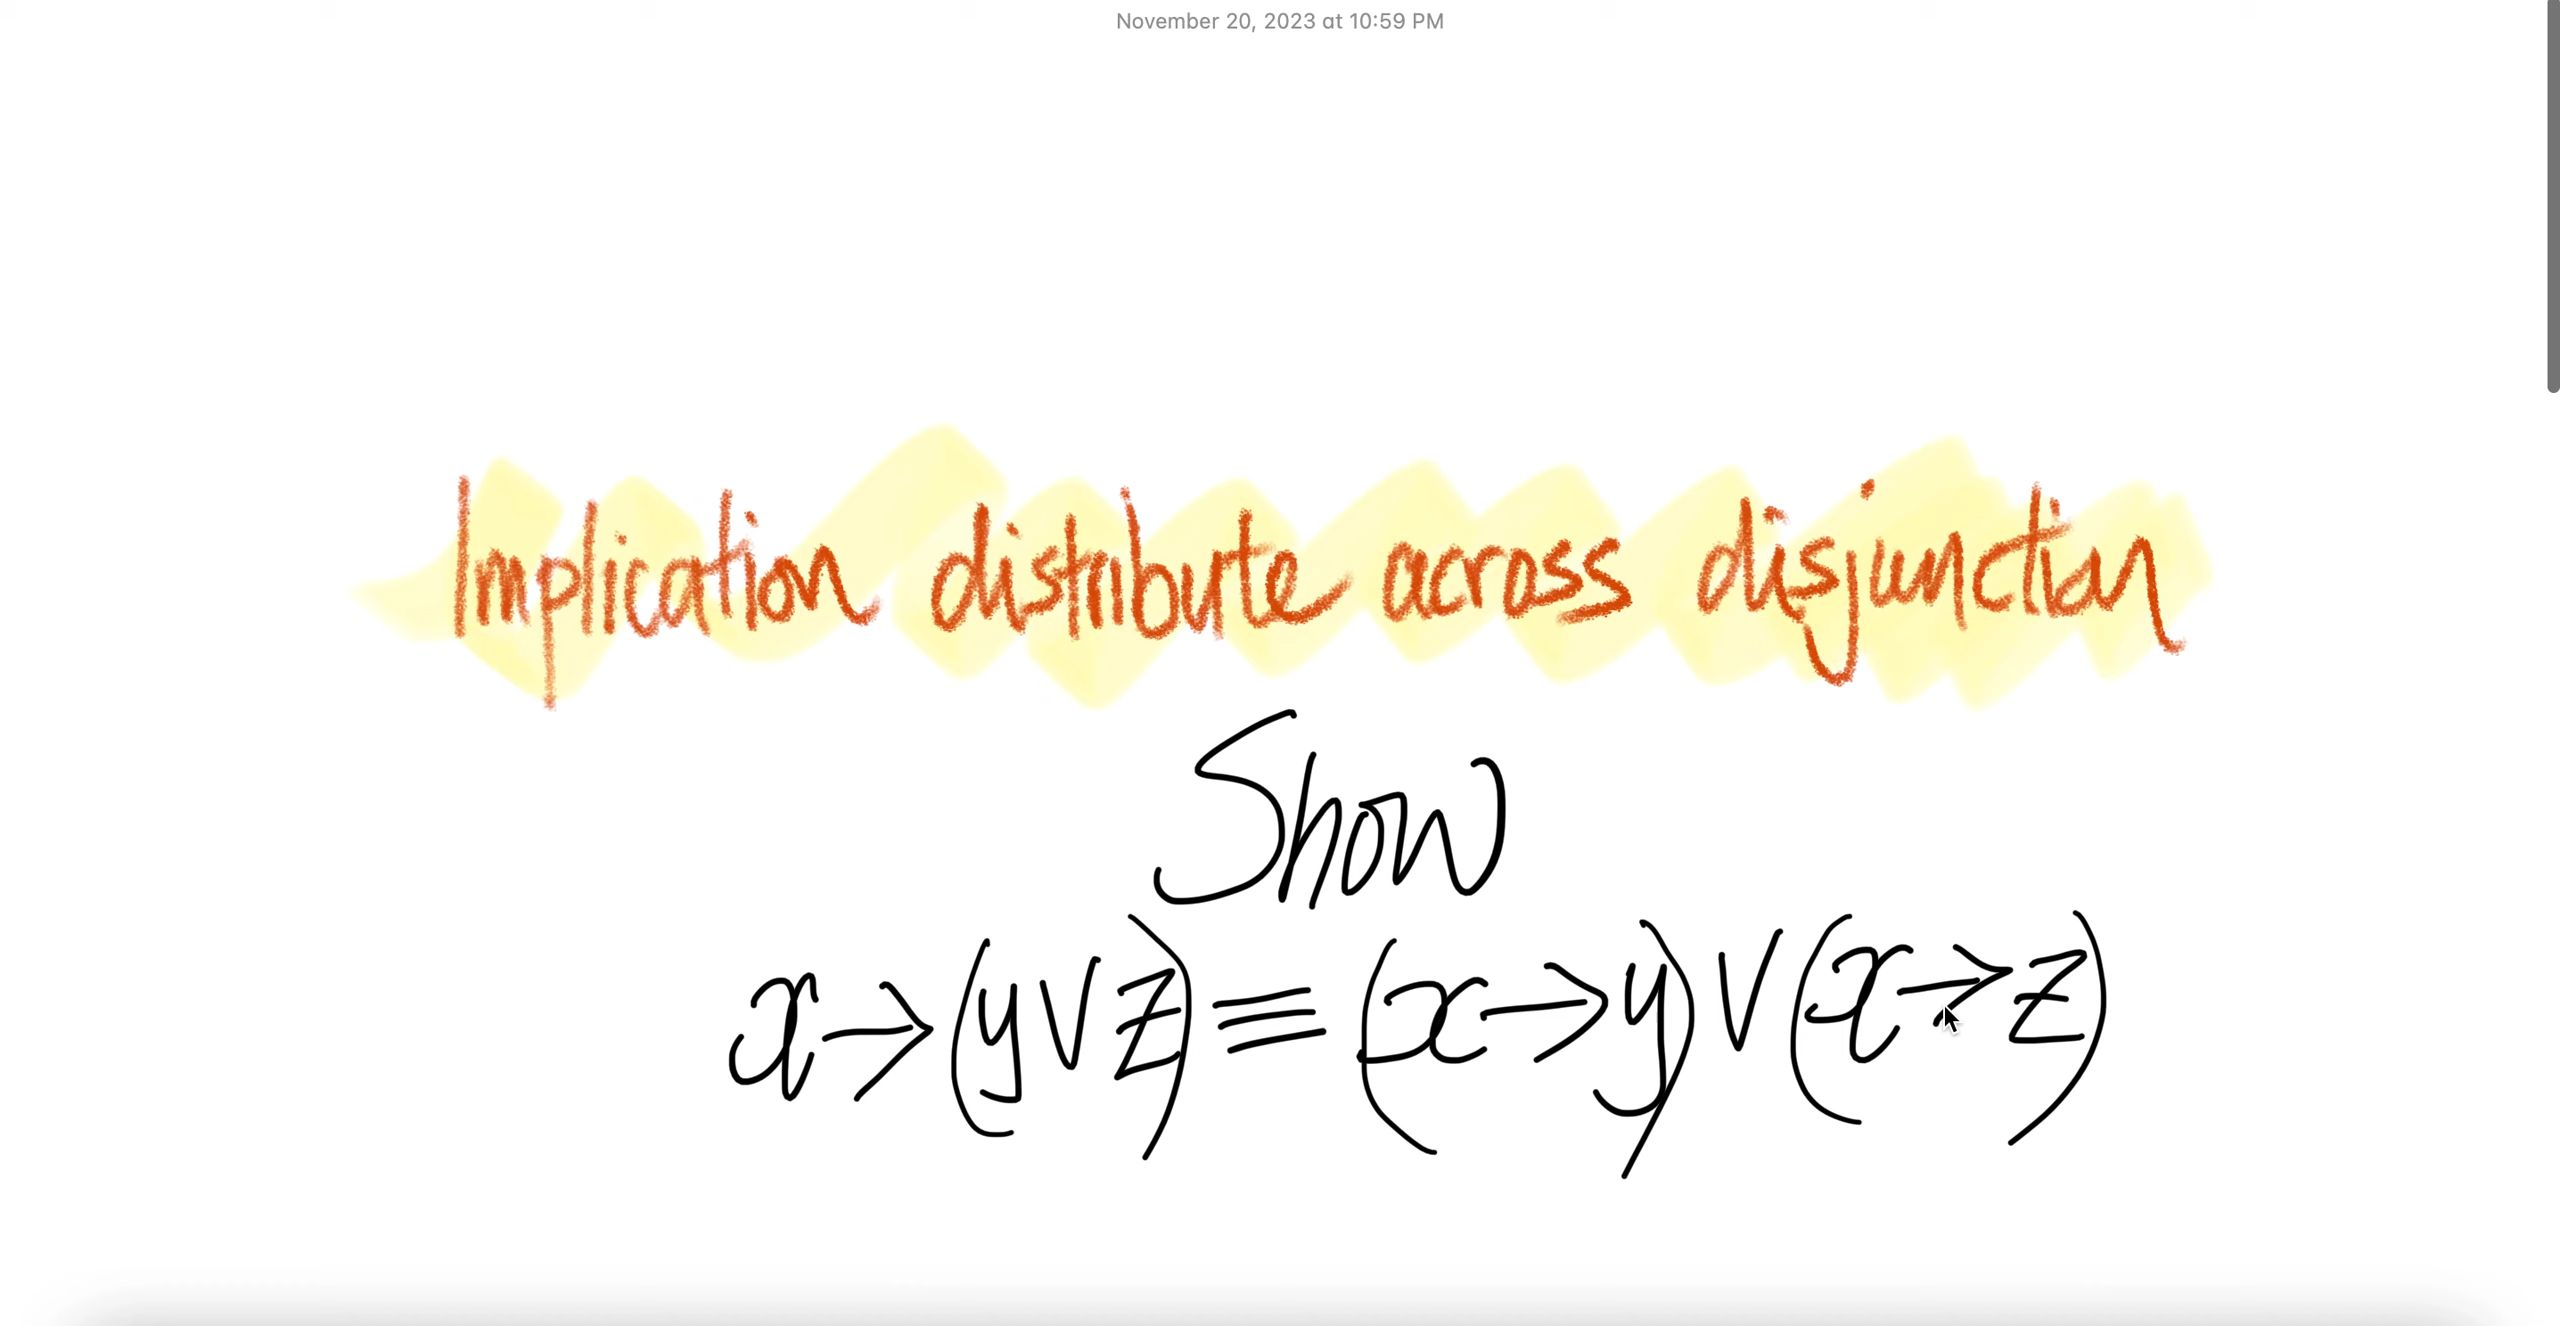 November 20, 2023 at 10:59 PM
Implication distribute across disjunction
Show
x→(y∨z)≡(x→y)∨(x→z)